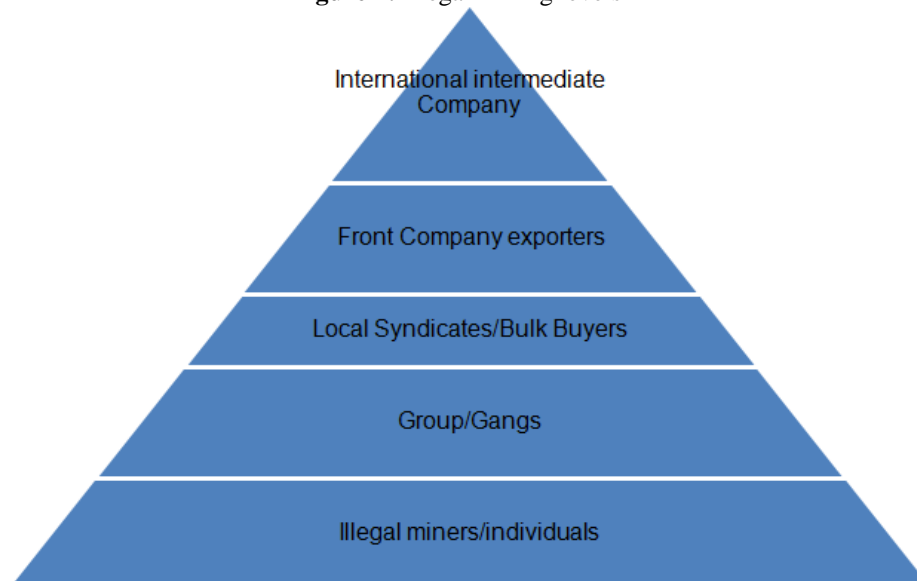 International intermediate
Company
Front Company exporters
Local Syndicates/Bulk Buyers
Group/Gangs
Illegal miners/individuals